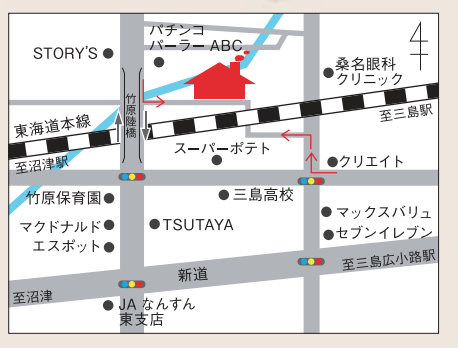 パチンコ
パーラー ABC
STORY'S
桑名眼科
クリニック
竹原陸橋
東海道本線
至三島駅
至沼津駅
スーパーポテト
クリエイト
竹原保育園
三島高校
マクドナルド
エスポット
TSUTAYA
マックスバリュ
セブンイレブン
新道
至三島広小路駅
至沼津
JA なんすん
東支店